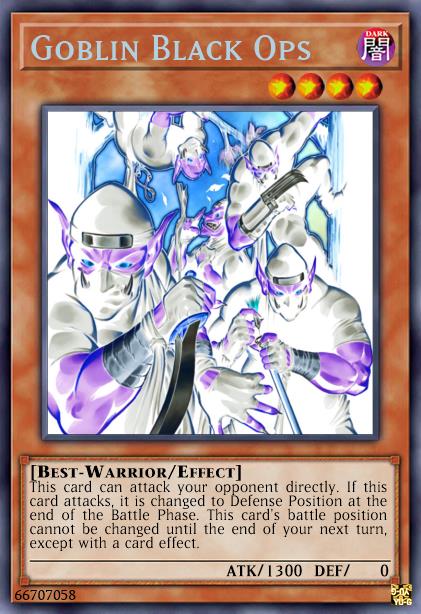 Goblin Black Ops
DARK
闇
[Best-Warrior/Effect]
This card can attack your opponent directly. If this
card attacks, it is changed to Defense Position at the
end of the Battle Phase. This card's battle position
cannot be changed until the end of your next turn,
except with a card effect.
ATK/1300 DEF/ 0
66707058